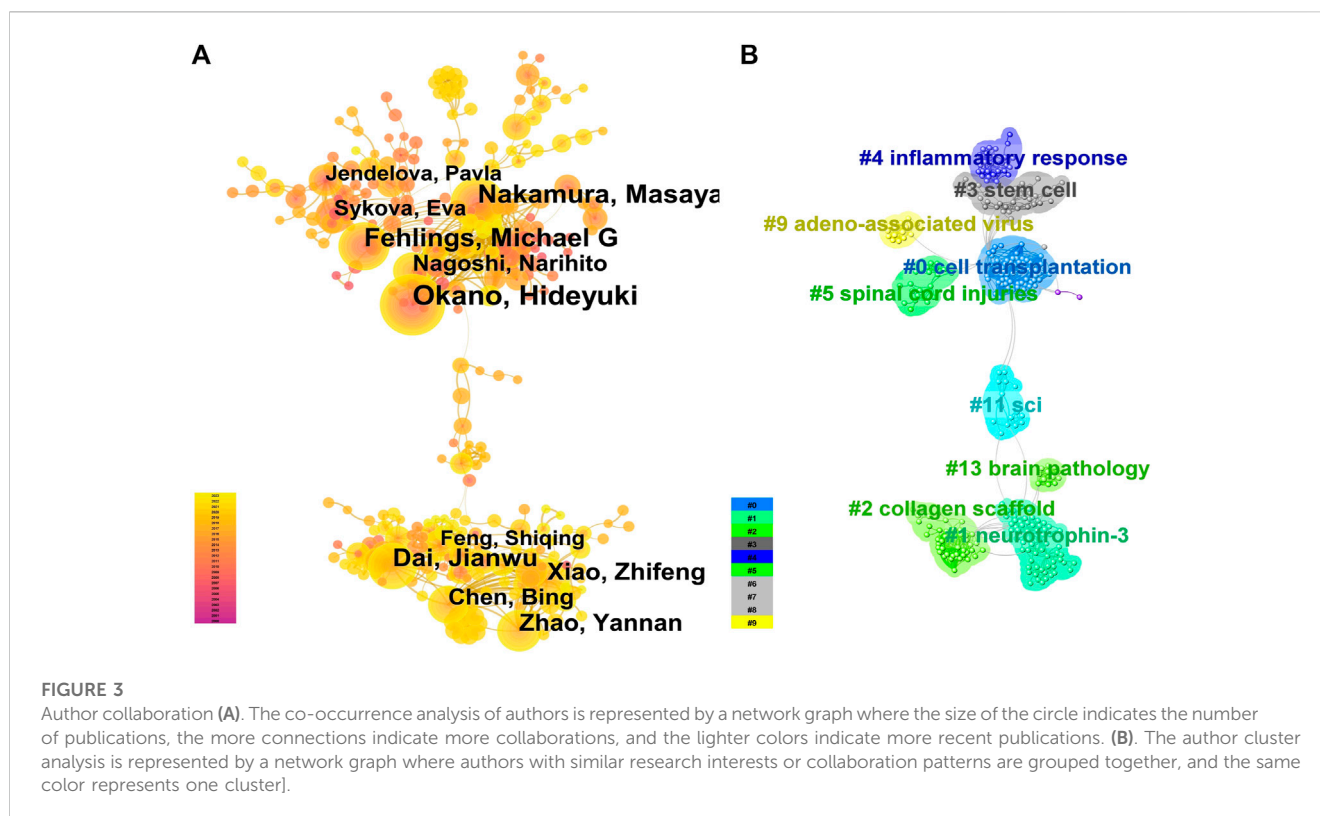 A
B
Jendelova, Pavla
Sykova, Eva
Nakamura, Masaya
Fehlings, Michael G
Nagoshi, Narihito
Okano, Hideyuki
Feng, Shiqing
Dai, Jianwu
Xiao, Zhifeng
Chen, Bing
Zhao, Yannan
#4 inflammatory response
#3 stem cell
#9 adeno-associated virus
#0 cell transplantation
#5 spinal cord injuries
#11 sci
#13 brain pathology
#2 collagen scaffold
#1 neurotrophin-3
#0
#1
#2
#3
#4
#5
#6
#7
#8
#9
FIGURE 3
Author collaboration (A). The co-occurrence analysis of authors is represented by a network graph where the size of the circle indicates the number
of publications, the more connections indicate more collaborations, and the lighter colors indicate more recent publications. (B). The author cluster
analysis is represented by a network graph where authors with similar research interests or collaboration patterns are grouped together, and the same
color represents one cluster].